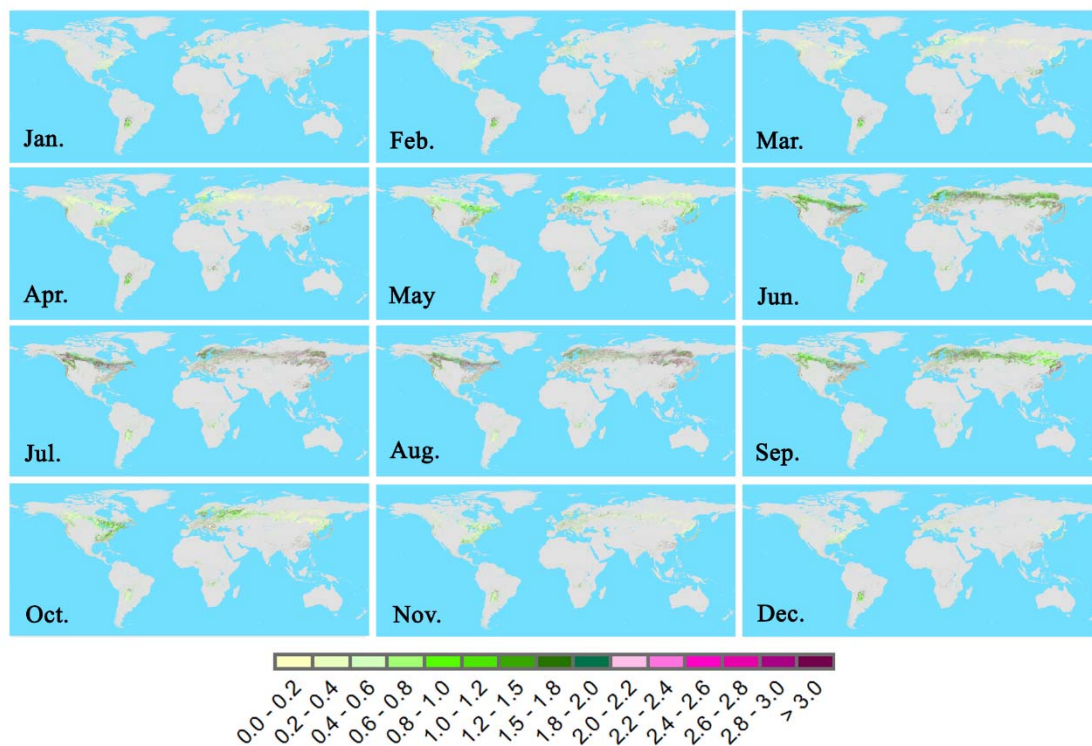 Jan.
Feb.
Mar.
Apr.
May
Jun.
Jul.
Aug.
Sep.
Oct.
Nov.
Dec.
0.0 - 0.2
0.2 - 0.4
0.4 - 0.6
0.6 - 0.8
0.8 - 1.0
1.0 - 1.2
1.2 - 1.5
1.5 - 1.8
1.8 - 2.0
2.0 - 2.2
2.2 - 2.4
2.4 - 2.6
2.6 - 2.8
2.8 - 3.0
> 3.0